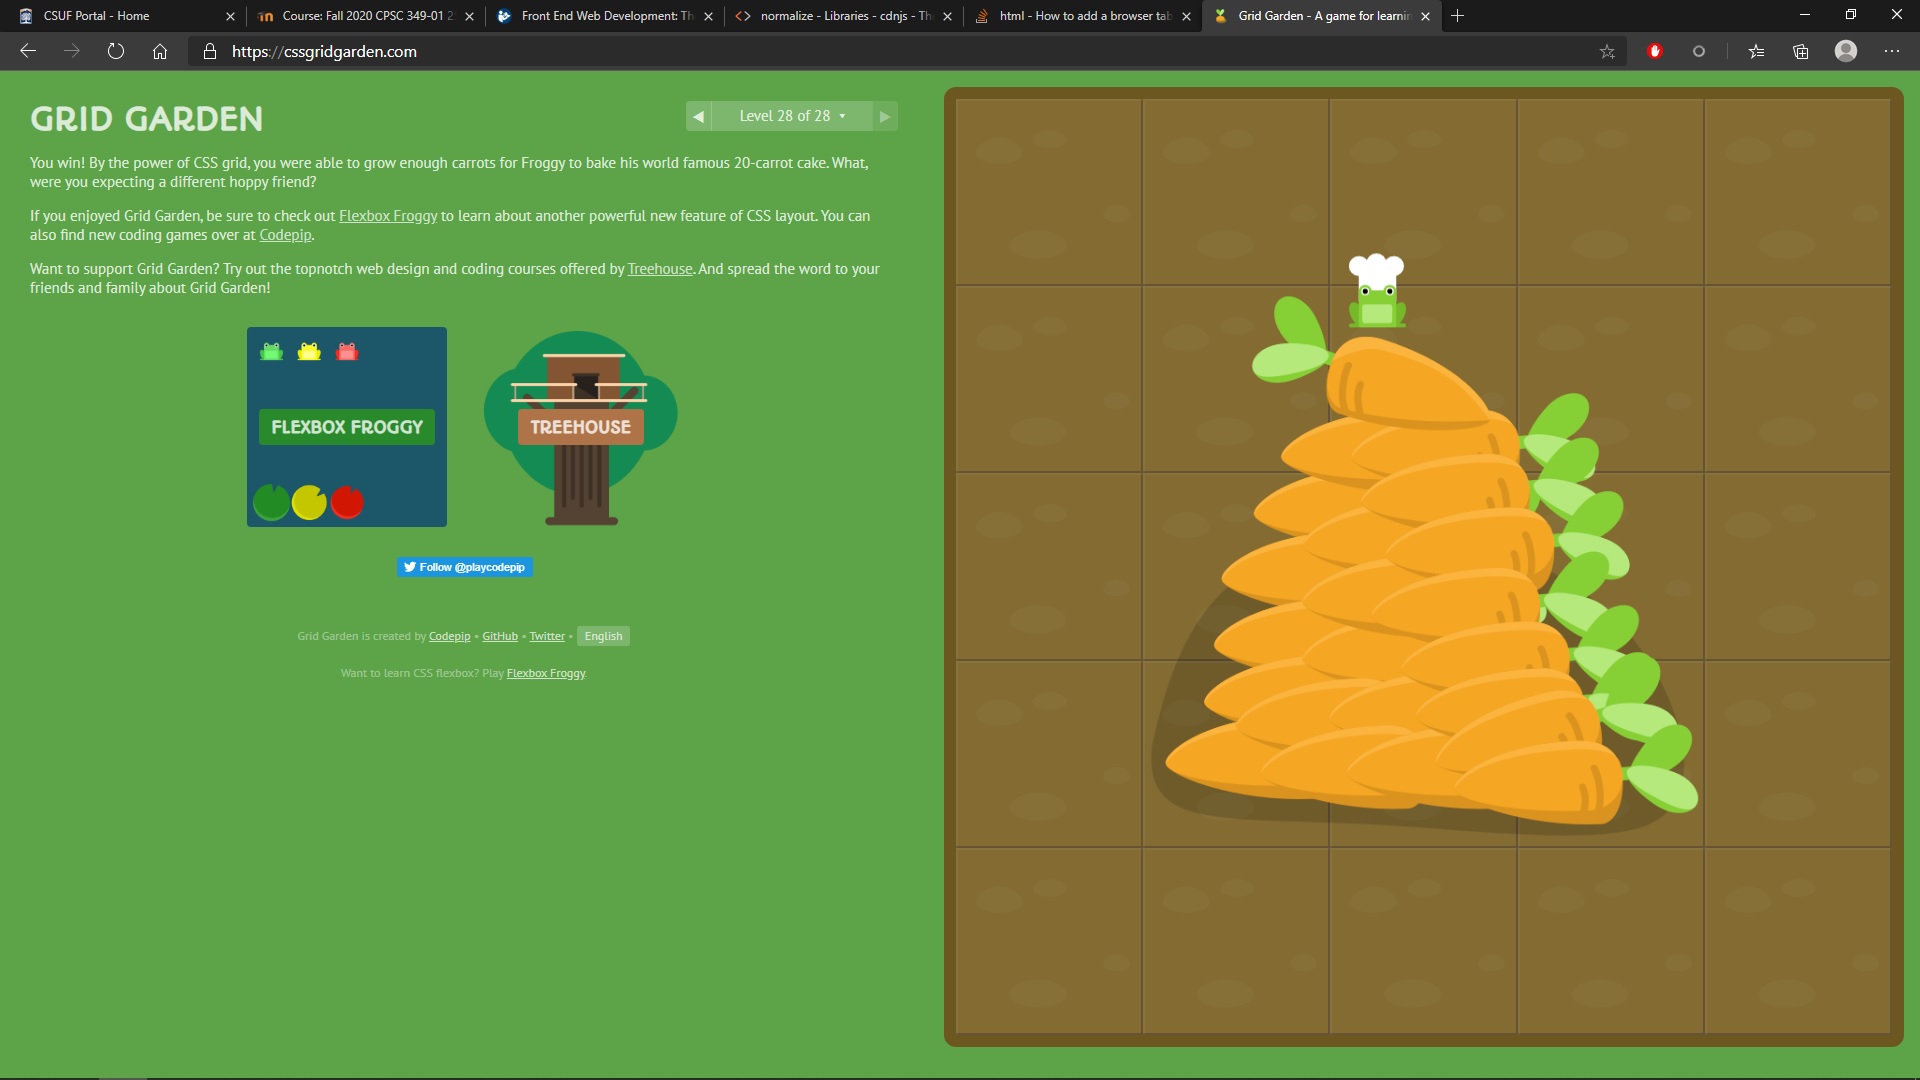 CSUF Portal - Home
Course: Fall 2020 CPSC 349-01 2
Front End Web Development: Th
normalize - Libraries - cdnjs - Th
html - How to add a browser tab
Grid Garden - A game for learnin
https://cssgridgarden.com
GRID GARDEN
Level 28 of 28
You win! By the power of CSS grid, you were able to grow enough carrots for Froggy to bake his world famous 20-carrot cake. What,
were you expecting a different hoppy friend?
If you enjoyed Grid Garden, be sure to check out Flexbox Froggy to learn about another powerful new feature of CSS layout. You can
also find new coding games over at Codepip.
Want to support Grid Garden? Try out the topnotch web design and coding courses offered by Treehouse. And spread the word to your
friends and family about Grid Garden!
FLEXBOX FROGGY
TREEHOUSE
Follow @playcodepip
Grid Garden is created by Codepip • GitHub • Twitter • English
Want to learn CSS flexbox? Play Flexbox Froggy.